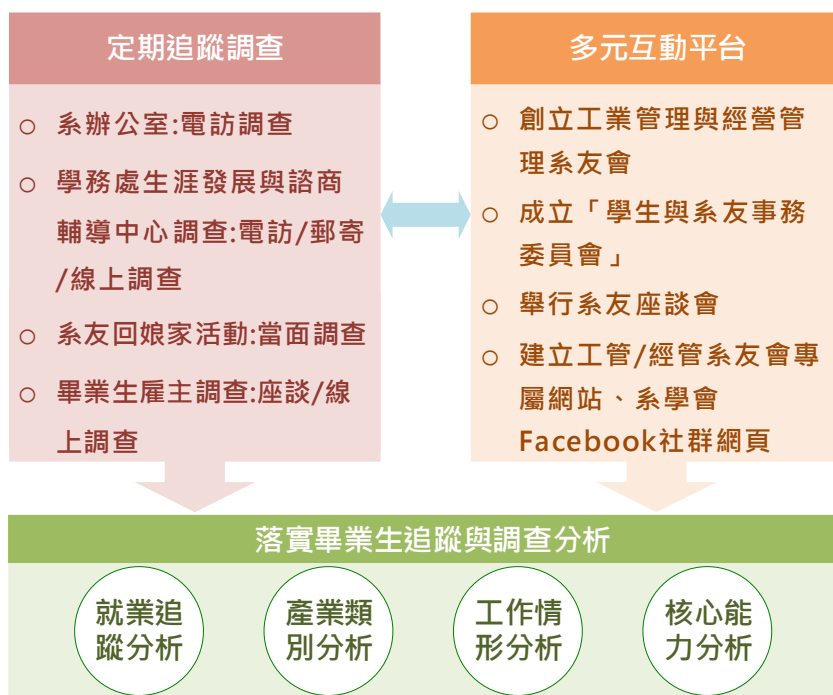 定期追蹤調查
○ 系辦公室:電訪調查
○ 學務處生涯發展與諮商
輔導中心調查:電訪/郵寄
/線上調查
○ 系友回娘家活動:當面調查
○ 畢業生雇主調查:座談/線
上調查
多元互動平台
○ 創立工業管理與經營管
理系友會
○ 成立「學生與系友事務
委員會」
○ 舉行系友座談會
○ 建立工管/經管系友會專
屬網站、系學會
Facebook社群網頁
落實畢業生追蹤與調查分析
就業追
蹤分析
產業類
別分析
工作情
形分析
核心能
力分析